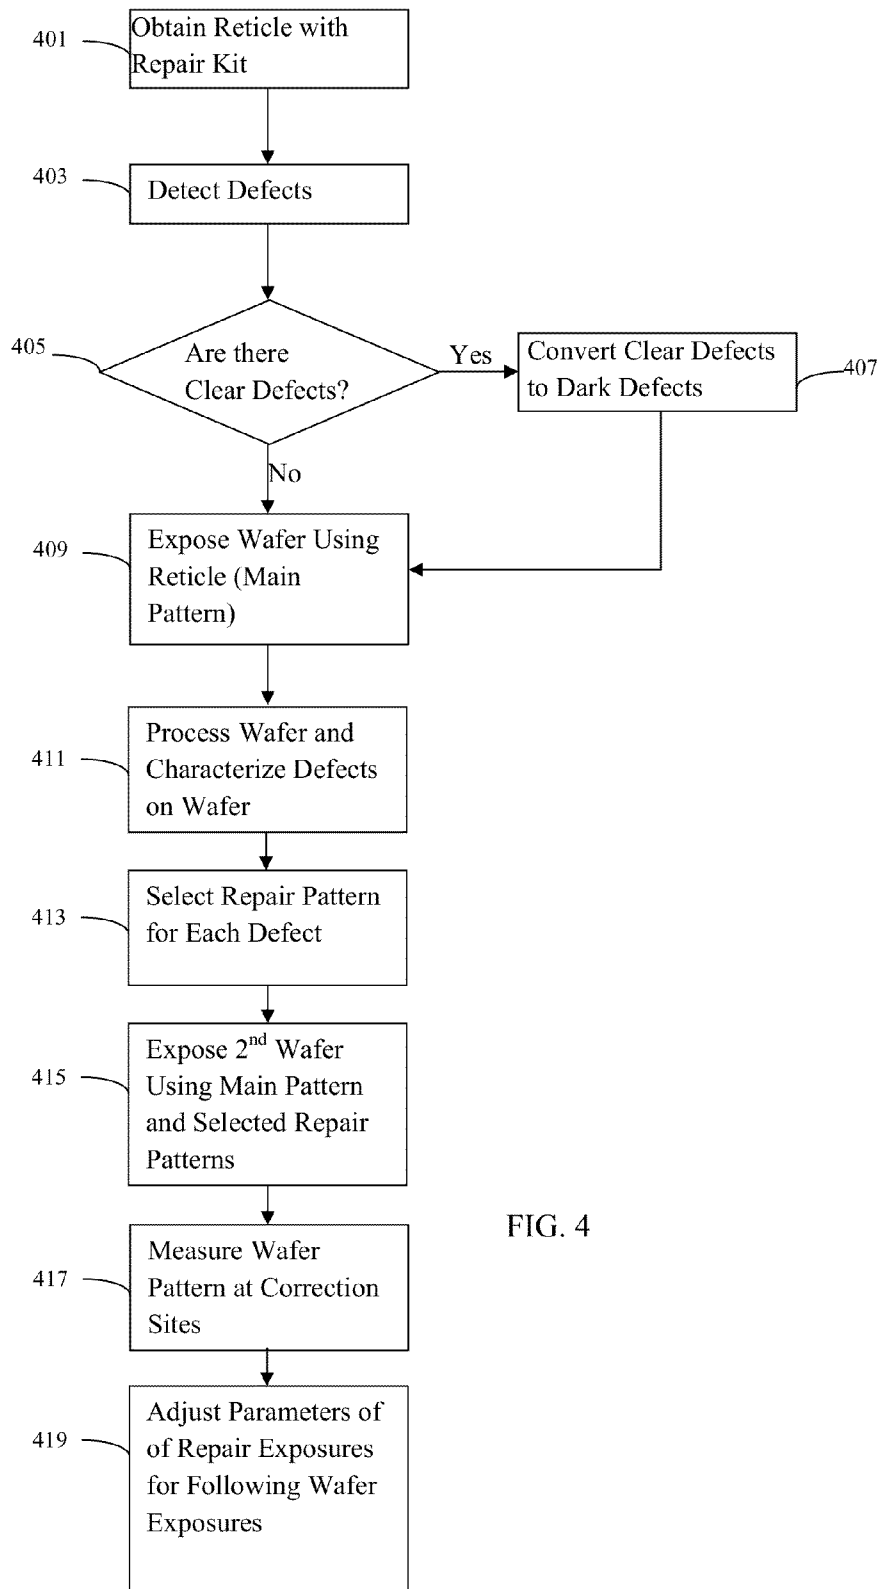 401
Obtain Reticle with
Repair Kit
403
Detect Defects
405
Are there
Clear Defects?
Yes
Convert Clear Defects
to Dark Defects
407
No
409
Expose Wafer Using
Reticle (Main
Pattern)
411
Process Wafer and
Characterize Defects
on Wafer
413
Select Repair Pattern
for Each Defect
415
Expose 2nd Wafer
Using Main Pattern
and Selected Repair
Patterns
FIG. 4
417
Measure Wafer
Pattern at Correction
Sites
419
Adjust Parameters of
of Repair Exposures
for Following Wafer
Exposures